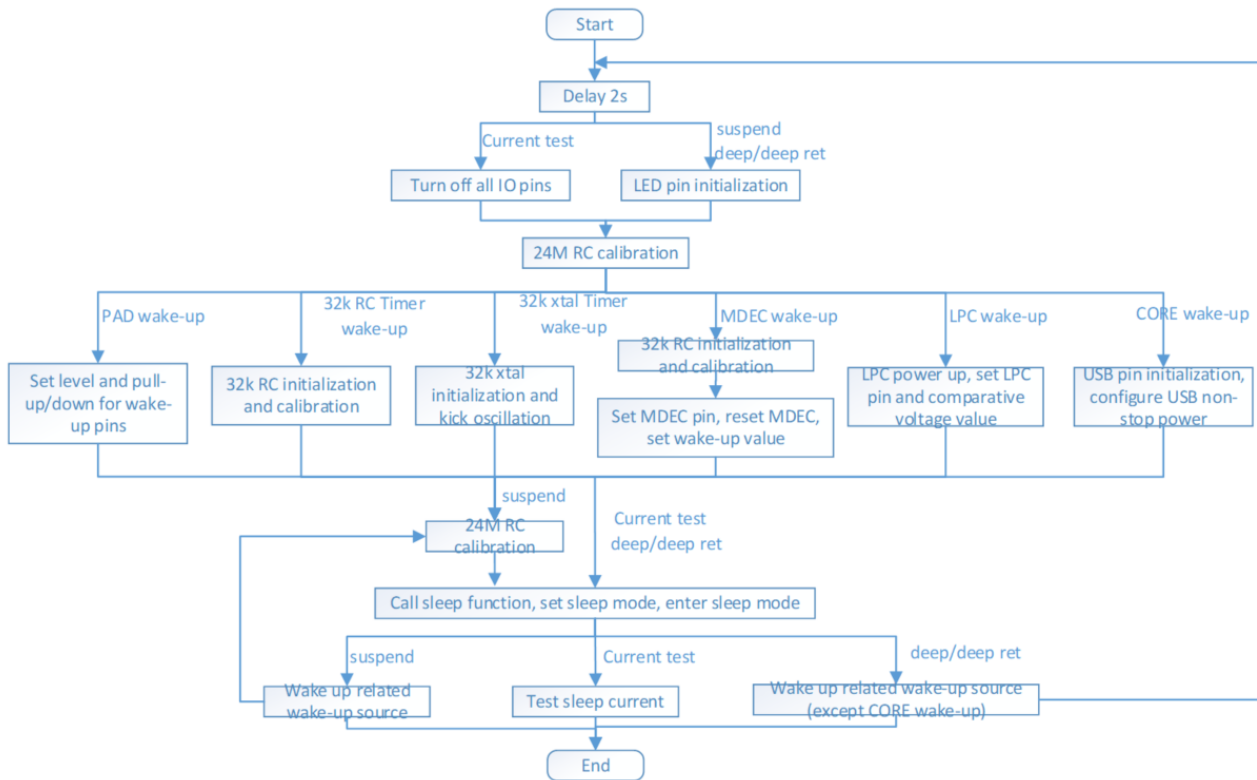 Start
Delay 2s
Current test
suspend
deep/deep ret
Turn off all IO pins
LED pin initialization
24M RC calibration
PAD wake-up
32k RC Timer
wake-up
32k xtal Timer
wake-up
MDEC wake-up
LPC wake-up
CORE wake-up
Set level and pull-
up/down for wake-
up pins
32k RC initialization
and calibration
32k xtal
initialization and
kick oscillation
32k RC initialization
and calibration
Set MDEC pin, reset MDEC,
set wake-up value
LPC power up, set LPC
pin and comparative
voltage value
USB pin initialization,
configure USB non-
stop power
suspend
24M RC
calibration
Current test
deep/deep ret
Call sleep function, set sleep mode, enter sleep mode
suspend
Current test
deep/deep ret
Wake up related
wake-up source
Test sleep current
Wake up related wake-up source
(except CORE wake-up)
End